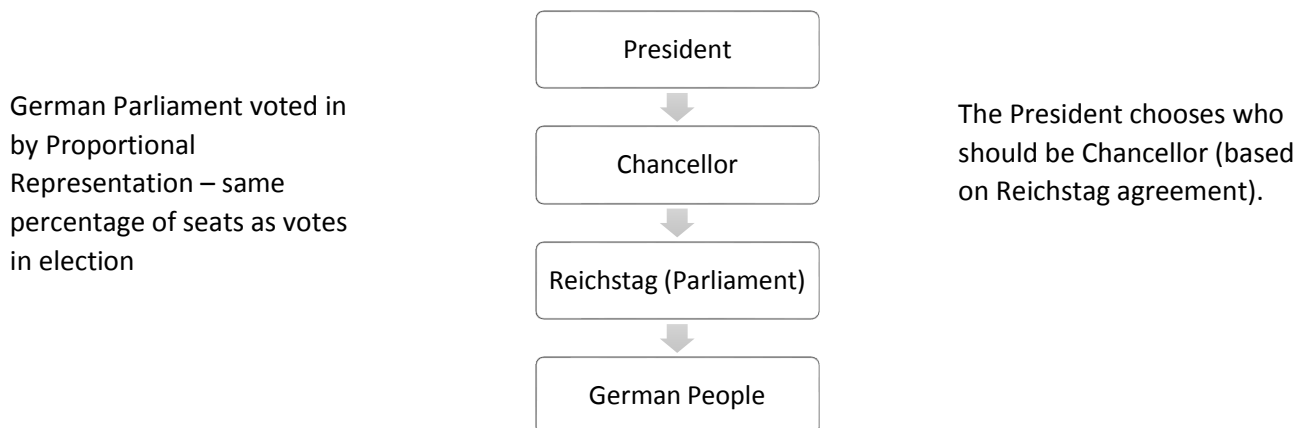 President
German Parliament voted in
by Proportional
Representation – same
percentage of seats as votes
in election
The President chooses who
should be Chancellor (based
on Reichstag agreement).
Chancellor
Reichstag (Parliament)
German People